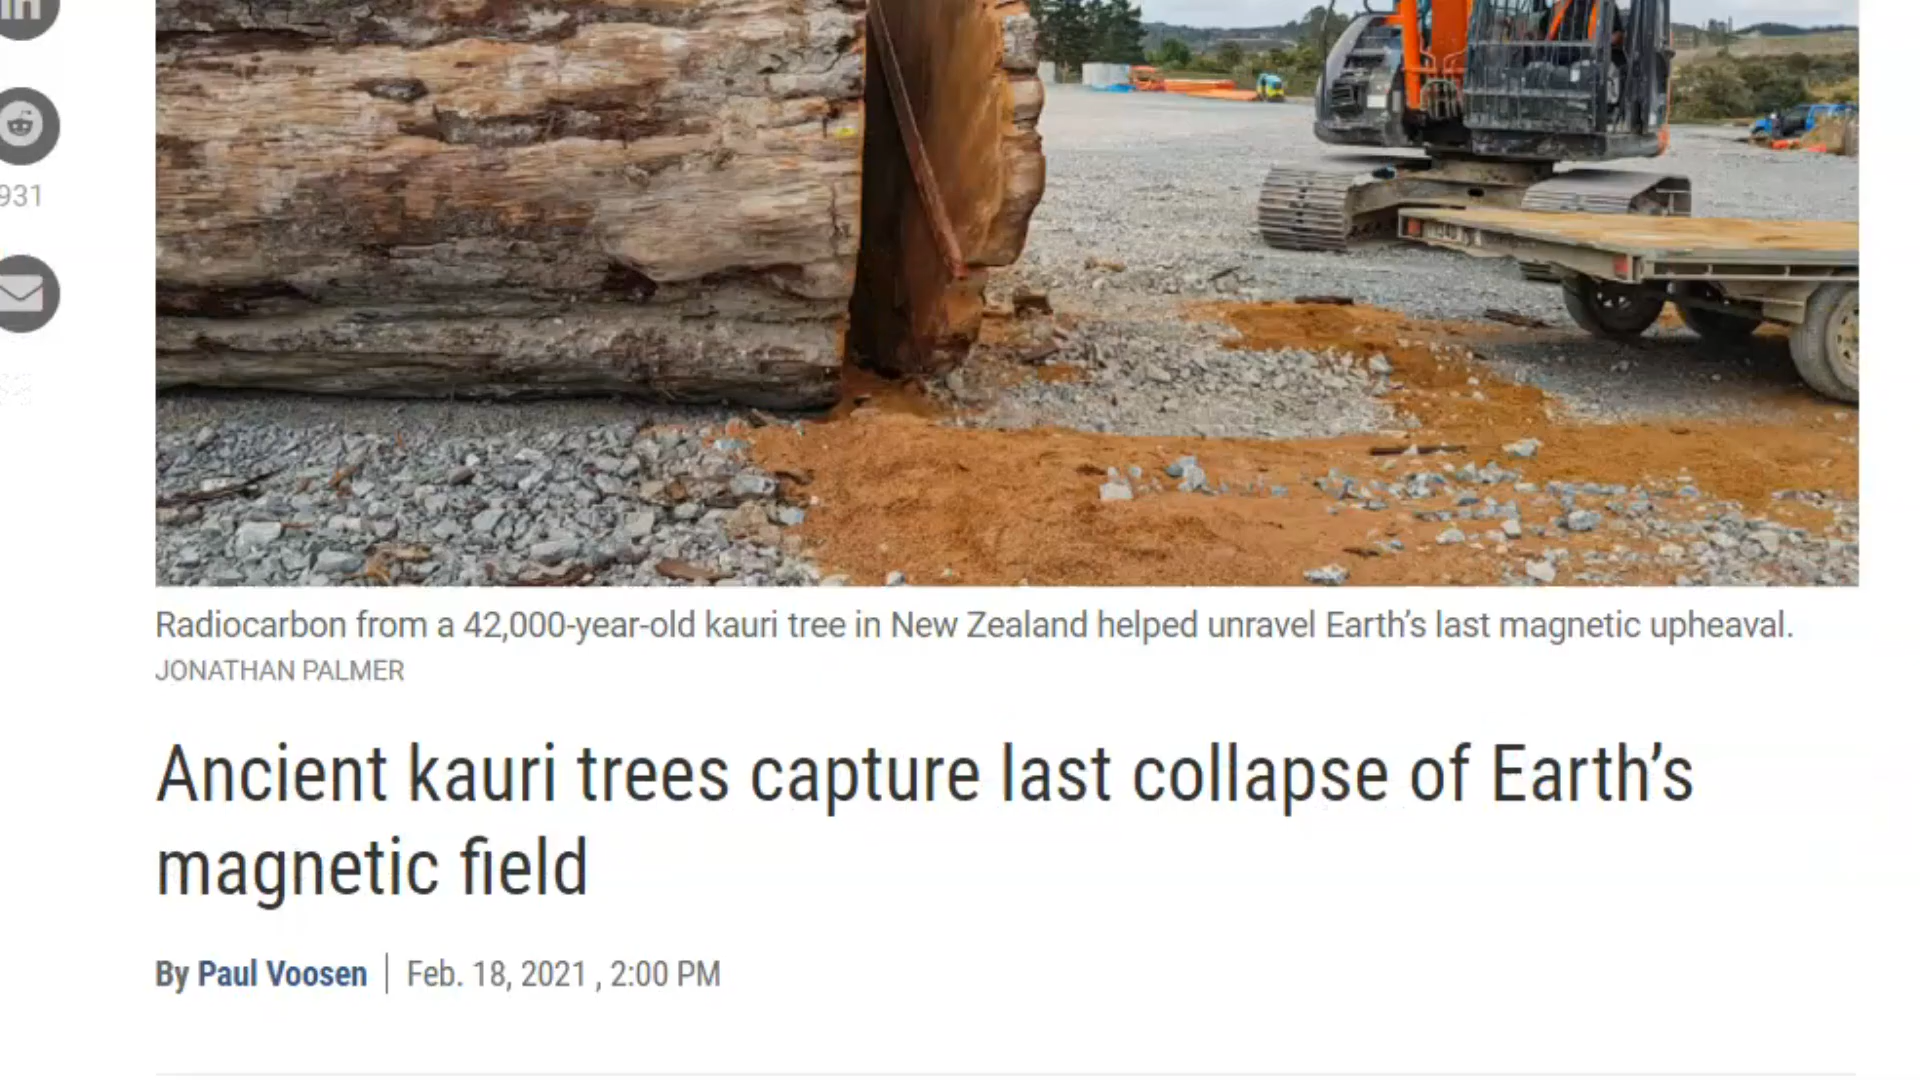 931
Radiocarbon from a 42,000-year-old kauri tree in New Zealand helped unravel Earth’s last magnetic upheaval.
JONATHAN PALMER
Ancient kauri trees capture last collapse of Earth’s
magnetic field
By Paul Voosen | Feb. 18, 2021 , 2:00 PM